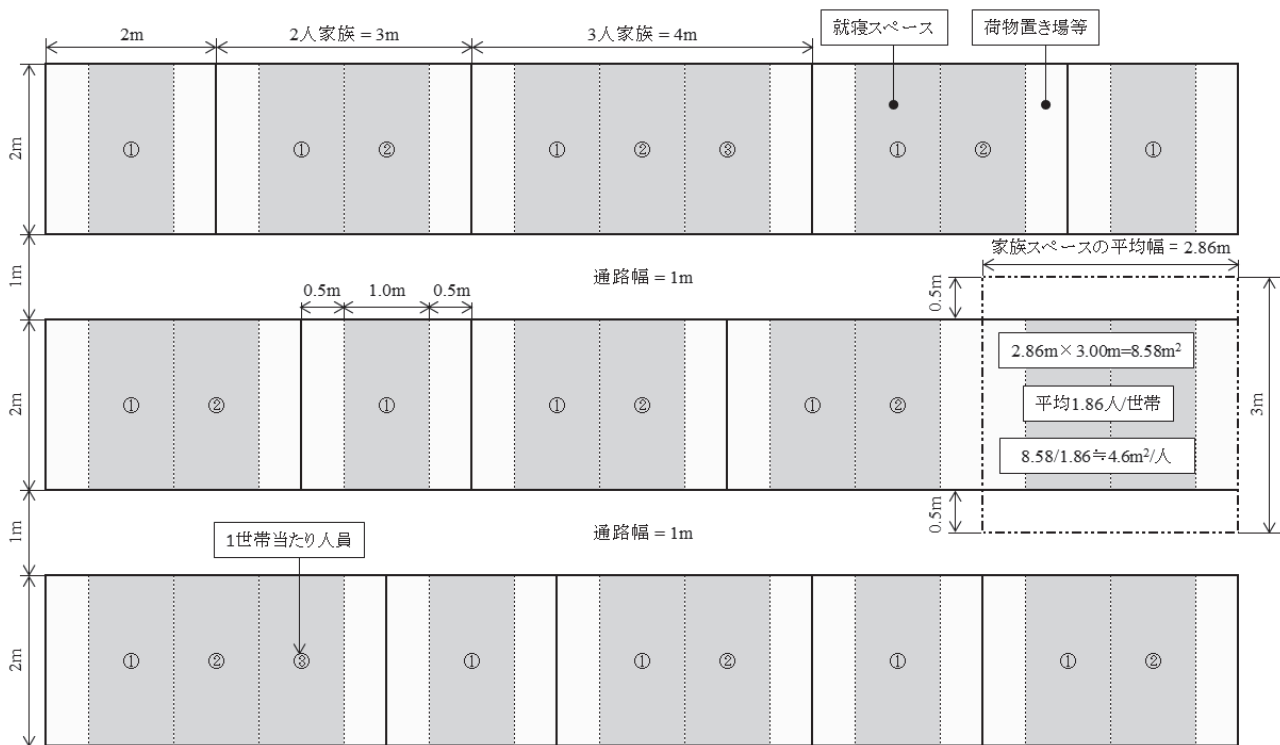 2m
2人家族 = 3m
3人家族 = 4m
就寝スペース
荷物置き場等
2m
①
①
②
①
②
③
①
②
①
1m
通路幅 = 1m
家族スペースの平均幅 = 2.86m
0.5m
1.0m
0.5m
0.5m
2m
①
②
①
①
②
①
②
2.86m×3.00m=8.58m²
平均1.86人/世帯
8.58/1.86≒4.6m²/人
3m
1m
1世帯当たり人員
通路幅 = 1m
0.5m
2m
①
②
③
①
①
②
①
①
②